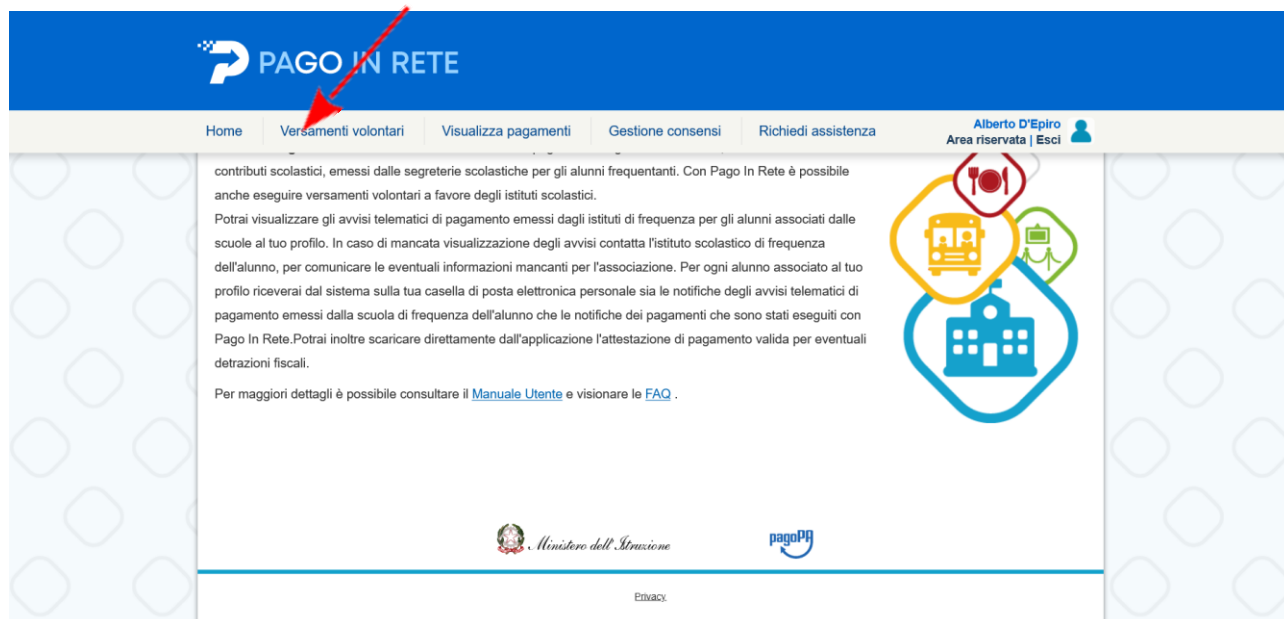 PAGO IN RETE
Home Versamenti volontari Visualizza pagamenti Gestione consensi Richiedi assistenza
Alberto D'Epiro
Area riservata | Esci
contributi scolastici, emessi dalle segreterie scolastiche per gli alunni frequentanti. Con Pago In Rete è possibile
anche eseguire versamenti volontari a favore degli istituti scolastici.
Potrai visualizzare gli avvisi telematici di pagamento emessi dagli istituti di frequenza per gli alunni associati dalle
scuole al tuo profilo. In caso di mancata visualizzazione degli avvisi contatta l'istituto scolastico di frequenza
dell'alunno, per comunicare le eventuali informazioni mancanti per l'associazione. Per ogni alunno associato al tuo
profilo riceverai dal sistema sulla tua casella di posta elettronica personale sia le notifiche degli avvisi telematici di
pagamento emessi dalla scuola di frequenza dell'alunno che le notifiche dei pagamenti che sono stati eseguiti con
Pago In Rete.Potrai inoltre scaricare direttamente dall'applicazione l'attestazione di pagamento valida per eventuali
detrazioni fiscali.
Per maggiori dettagli è possibile consultare il Manuale Utente e visionare le FAQ .
Ministero dell'Istruzione
pagoPA
Privacy